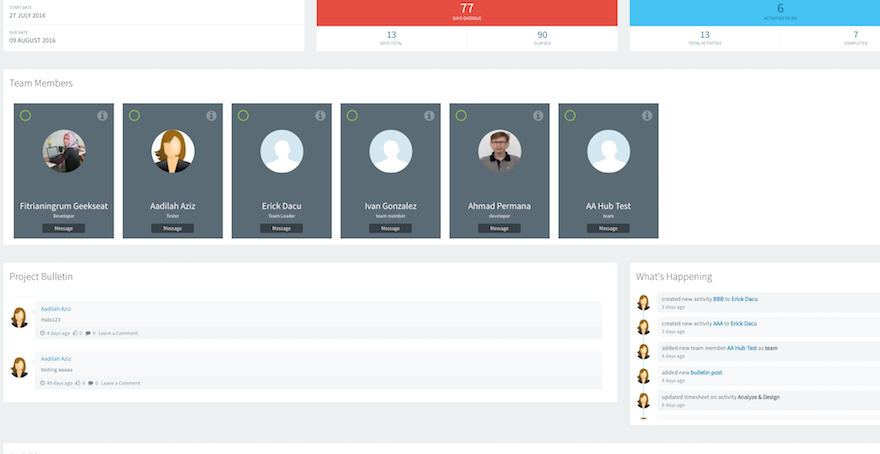 START DATE
27 JULY 2016
DUE DATE
09 AUGUST 2016
77
DAYS OVERDUE
13
DAYS TOTAL
90
ELAPSED
6
ACTIVITIES TO DO
13
TOTAL ACTIVITIES
7
COMPLETED
Team Members
Fitrianingrum Geekseat
Developer
Message
Aadilah Aziz
Tester
Message
Erick Dacu
Team Leader
Message
Ivan Gonzalez
team member
Message
Ahmad Permana
developer
Message
AA Hub Test
team
Message
Project Bulletin
Aadilah Aziz
Halo123
4 days ago 0 0 Leave a Comment
Aadilah Aziz
testing aaaaa
49 days ago 0 0 Leave a Comment
What's Happening
created new activity BBB to Erick Dacu
3 days ago
created new activity AAA to Erick Dacu
3 days ago
added new team member AA Hub Test as team
4 days ago
added new bulletin post
4 days ago
updated timesheet on activity Analyze & Design
6 days ago